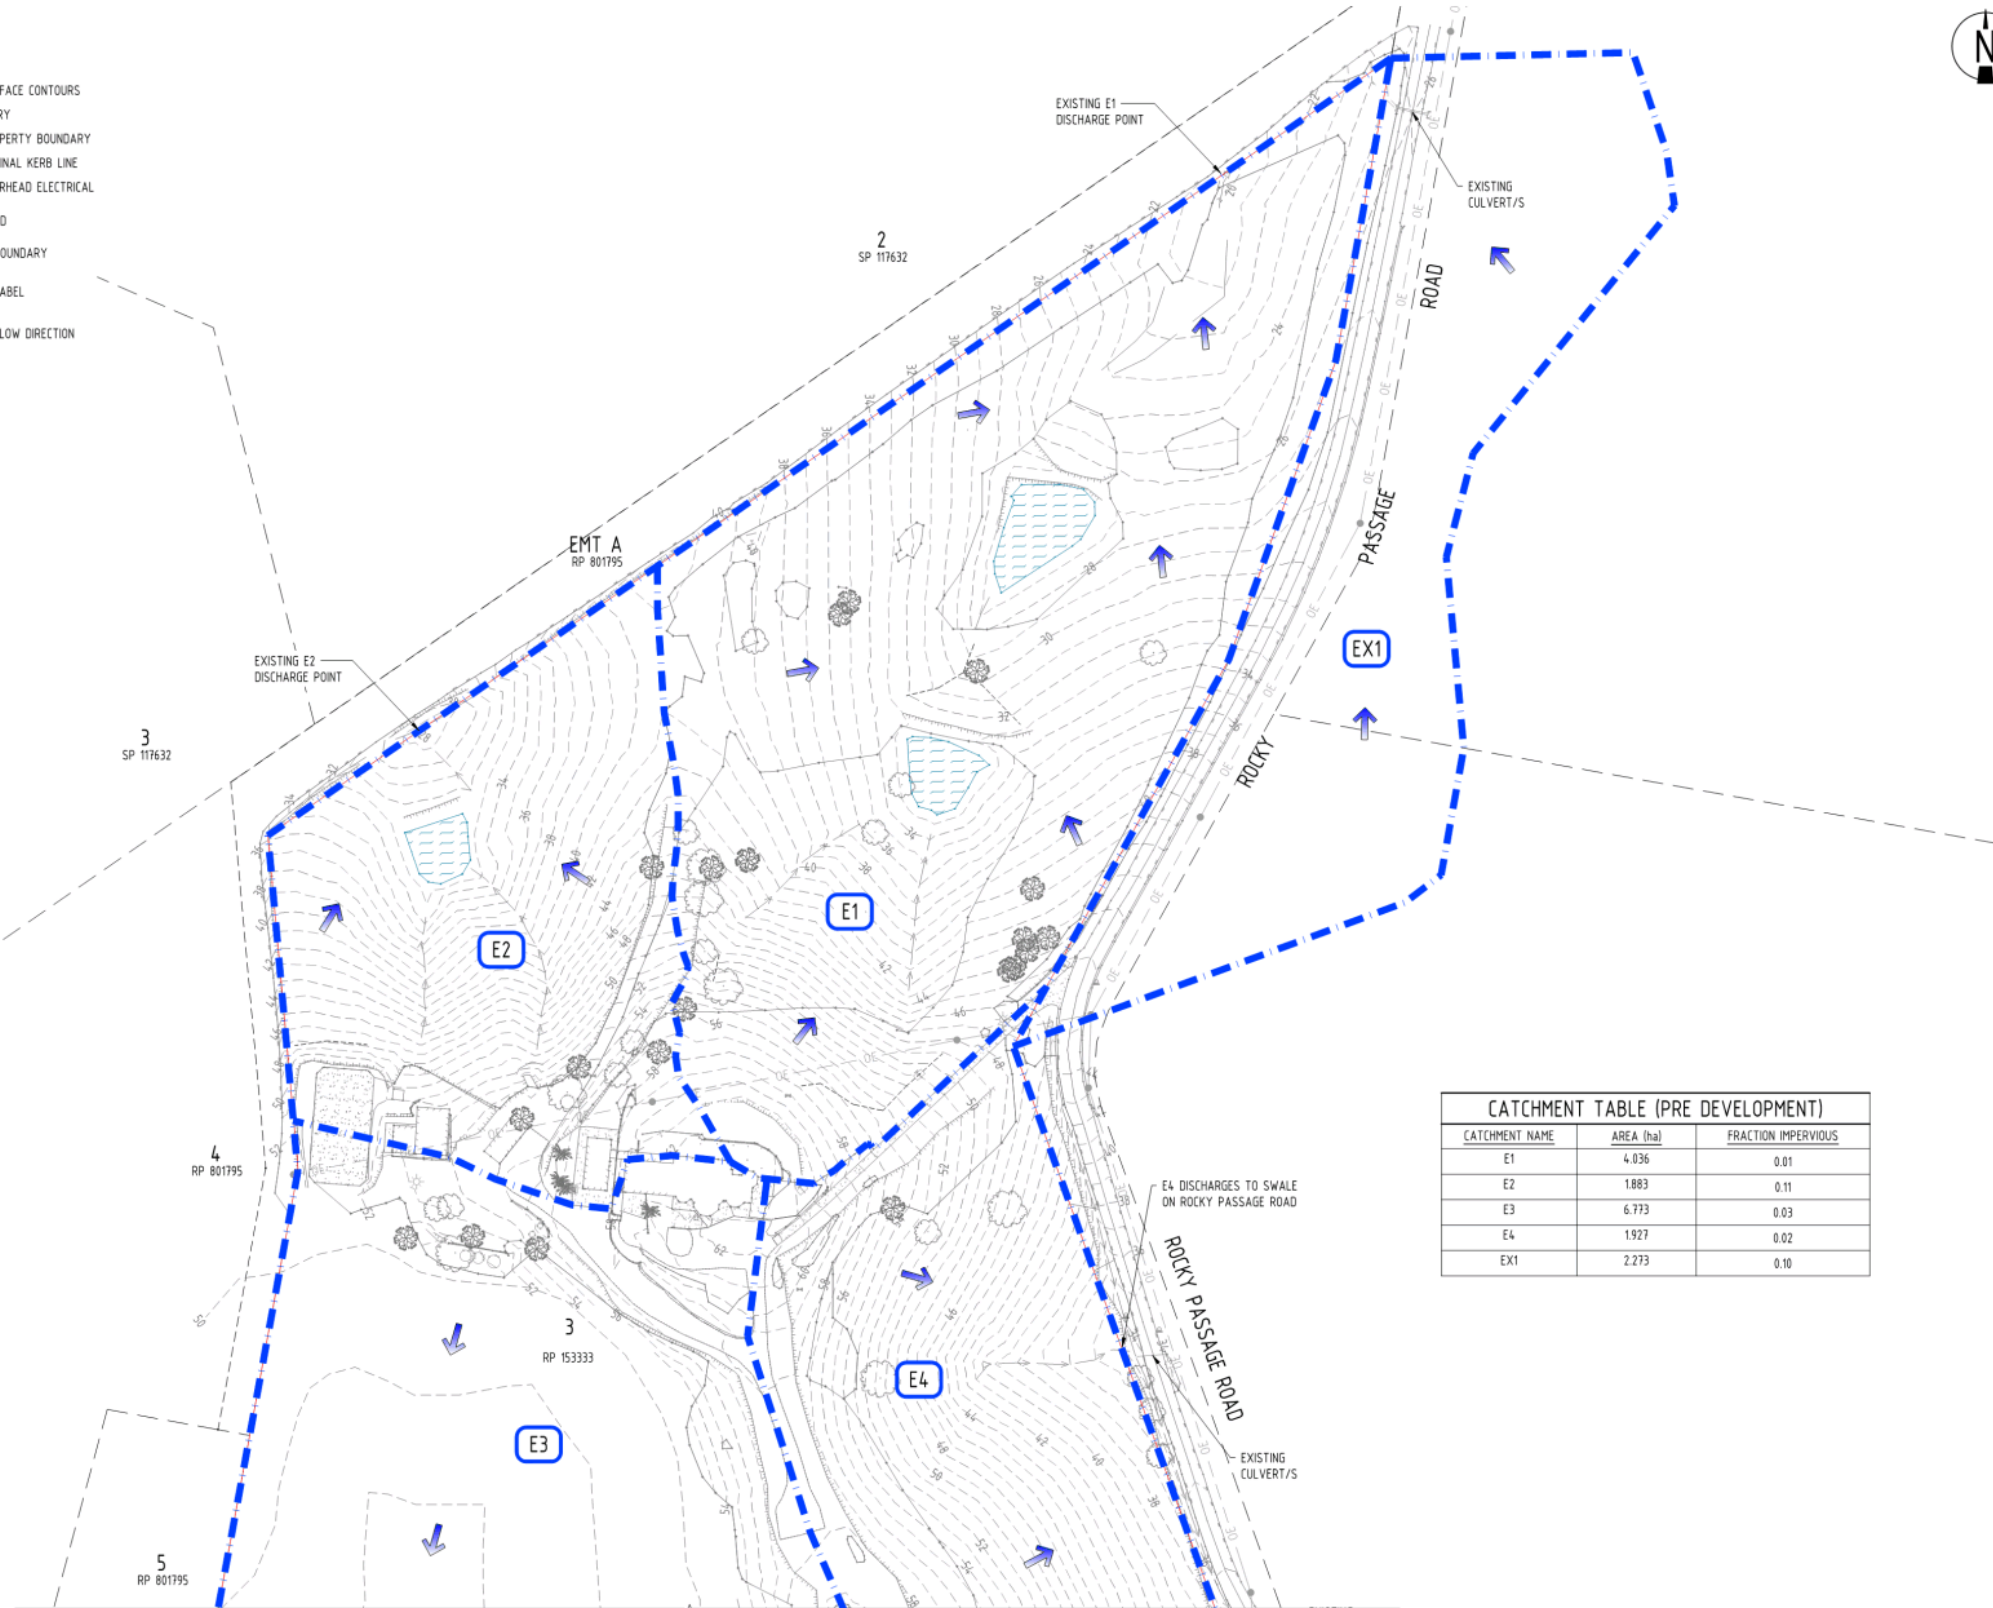 N
FACE CONTOURS
RY
PERTY BOUNDARY
INAL KERB LINE
RHEAD ELECTRICAL
D
OUNDARY
ABEL
LOW DIRECTION
EXISTING E1
DISCHARGE POINT
EXISTING
CULVERT/S
2
SP 117632
ROAD
EMT A
RP 801795
PASSAGE
EXISTING E2
DISCHARGE POINT
EX1
3
SP 117632
ROCKY
E1
E2
4
RP 801795
E4 DISCHARGES TO SWALE
ON ROCKY PASSAGE ROAD
ROCKY PASSAGE ROAD
3
RP 153333
E4
E3
EXISTING
CULVERT/S
5
RP 801795
CATCHMENT TABLE (PRE DEVELOPMENT)
CATCHMENT NAME AREA (ha) FRACTION IMPERVIOUS
E1 4.036 0.01
E2 1.883 0.11
E3 6.773 0.03
E4 1.927 0.02
EX1 2.273 0.10